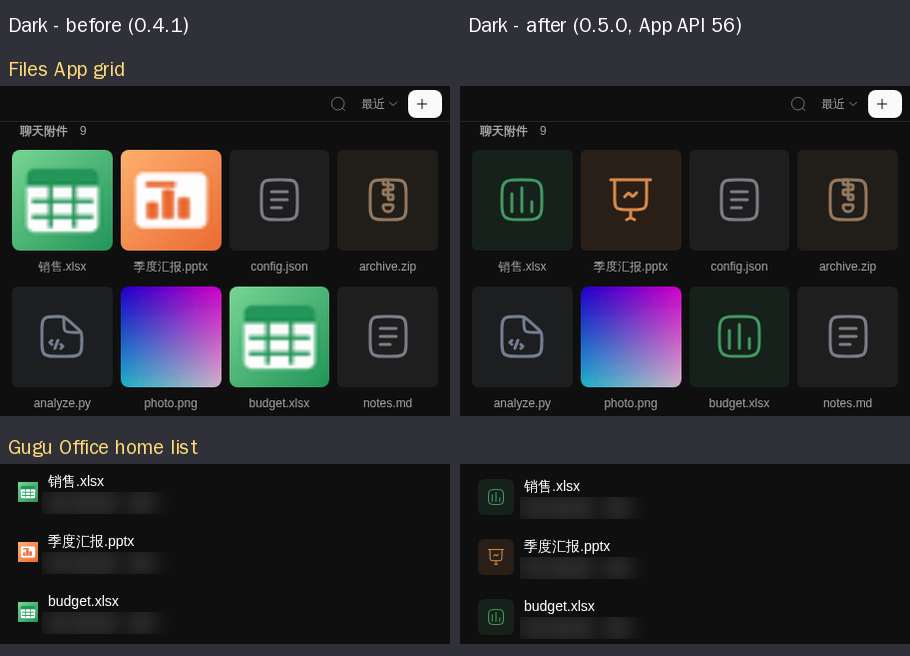 Dark - before (0.4.1)
Dark - after (0.5.0, App API 56)
Files App grid
最近
聊天附件 9
销售.xlsx
季度汇报.pptx
config.json
archive.zip
analyze.py
photo.png
budget.xlsx
notes.md
最近
聊天附件 9
销售.xlsx
季度汇报.pptx
config.json
archive.zip
analyze.py
photo.png
budget.xlsx
notes.md
Gugu Office home list
销售.xlsx
季度汇报.pptx
budget.xlsx
销售.xlsx
季度汇报.pptx
budget.xlsx